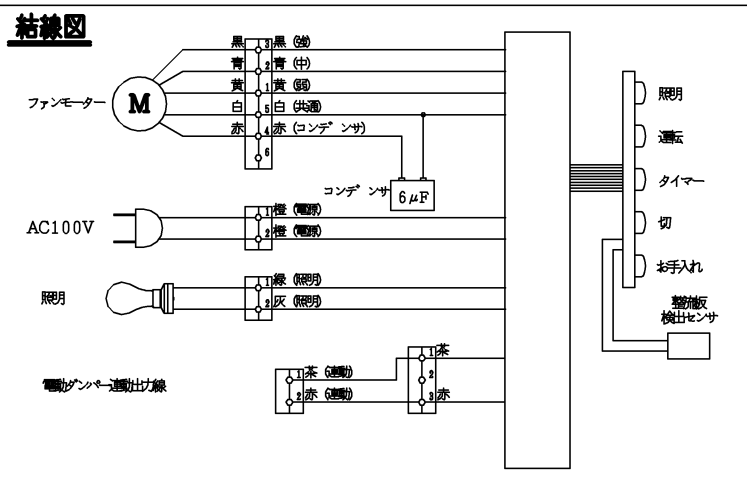 結線図
黒 3 黒 (強)
青 2 青 (中)
黄 1 黄 (弱)
白 5 白 (共通)
赤 4 赤 (コンデンサ)
6
ファンモーター
M
コンデンサ
6μF
AC100V
1 橙 (電源)
2 橙 (電源)
照明
1 緑 (照明)
2 灰 (照明)
電動ダンパー連動出力線
1 茶 (連動)
2 赤 (連動)
1 茶
2
3 赤
照明
運転
タイマー
切
お手入れ
整流板
検出センサ